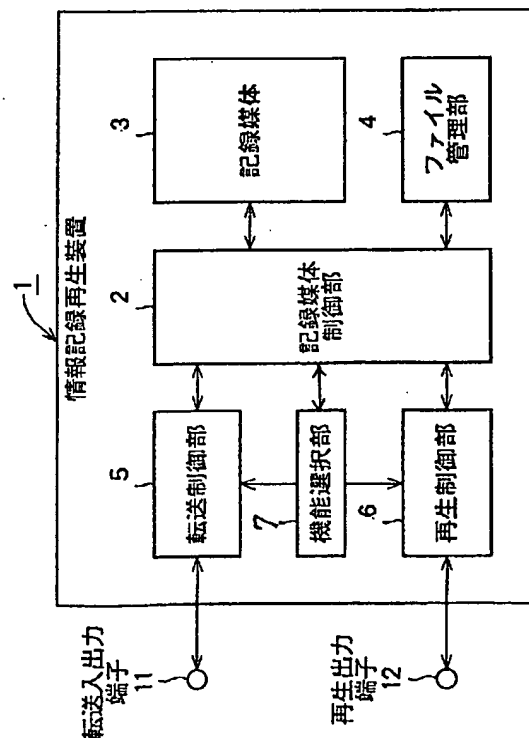 1
情報記録再生装置
3
記録媒体
4
ファイル
管理部
2
記録媒体
制御部
5
転送制御部
7
機能選択部
6
再生制御部
転送入出力
端子
11
再生出力
端子
12